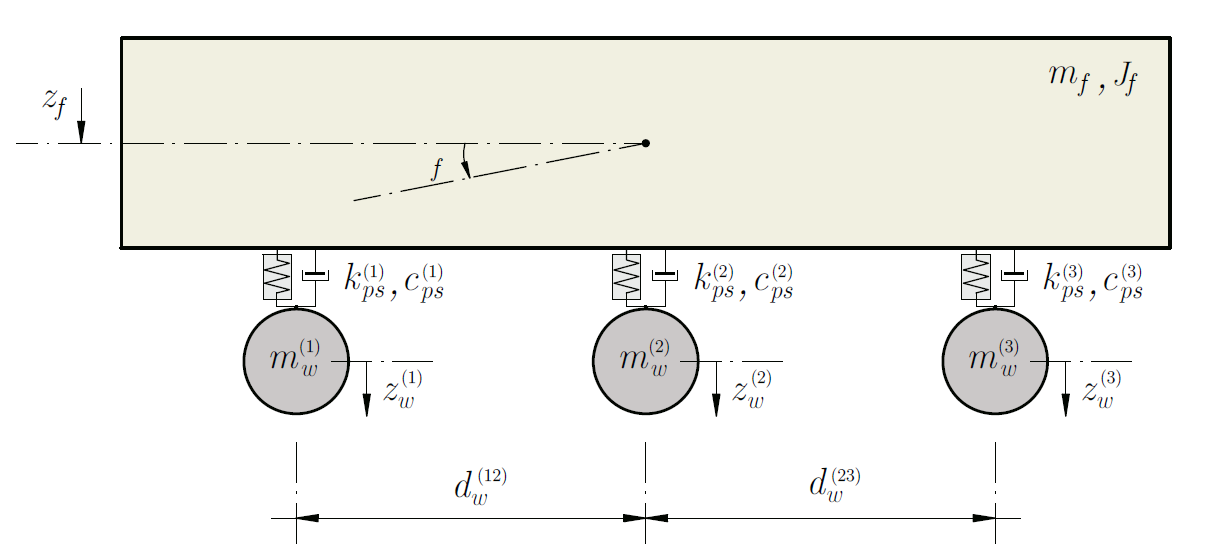 m_f , J_f
z_f
f
k_{ps}^{(1)}, c_{ps}^{(1)}
k_{ps}^{(2)}, c_{ps}^{(2)}
k_{ps}^{(3)}, c_{ps}^{(3)}
m_w^{(1)}
m_w^{(2)}
m_w^{(3)}
z_w^{(1)}
z_w^{(2)}
z_w^{(3)}
d_w^{(12)}
d_w^{(23)}